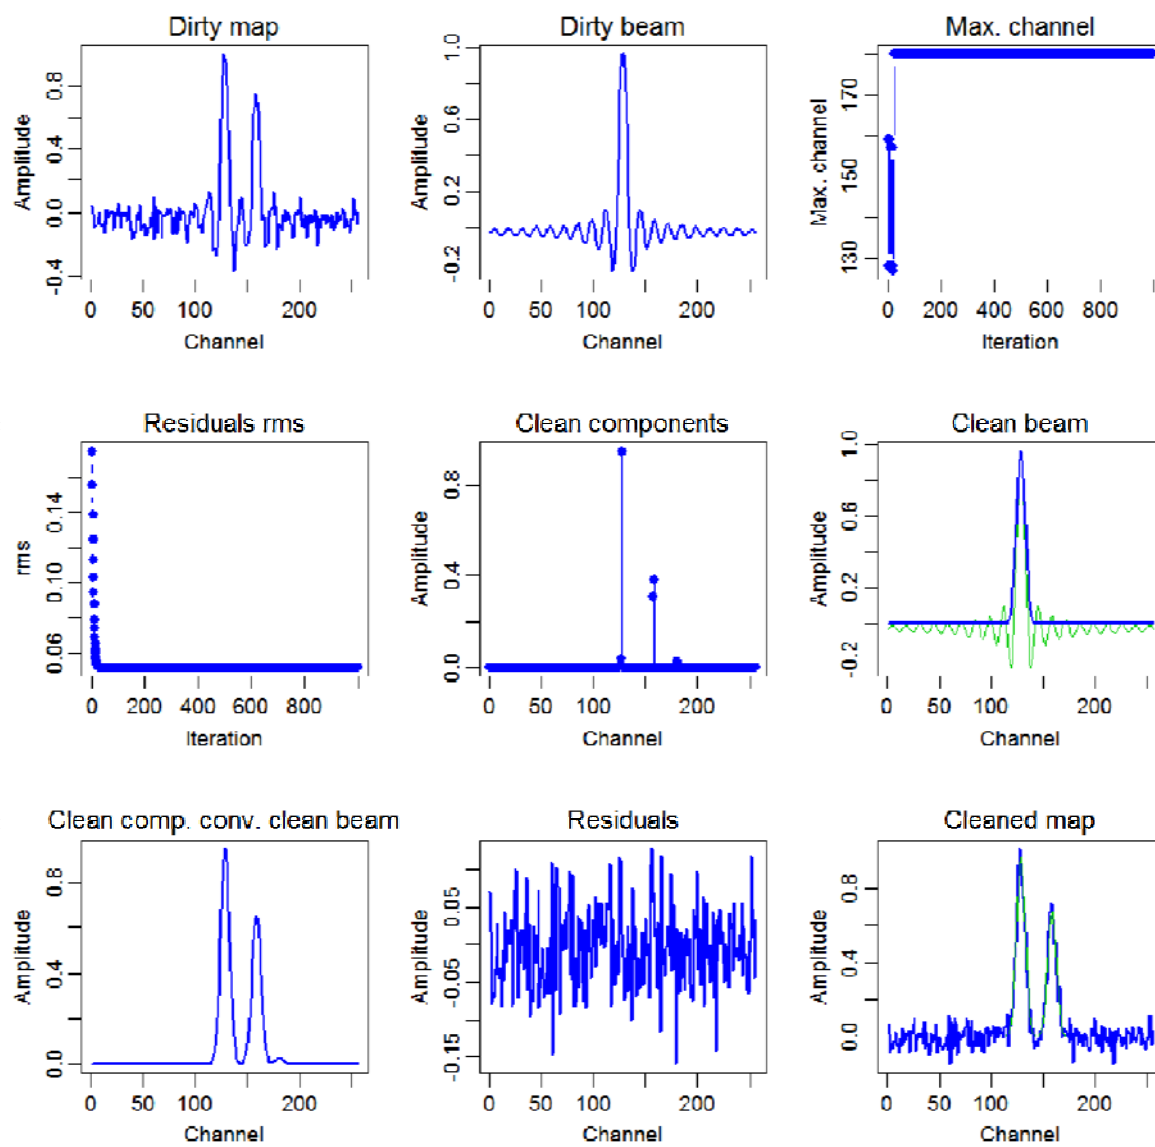 Dirty map
Amplitude
-0.4 0.0 0.4 0.8
0 50 100 200
Channel
Dirty beam
Amplitude
-0.2 0.2 0.6 1.0
0 50 100 200
Channel
Max. channel
Max. channel
130 150 170
0 200 400 600 800
Iteration
Residuals rms
rms
0.06 0.10 0.14
0 200 400 600 800
Iteration
Clean components
Amplitude
0.0 0.4 0.8
0 50 100 200
Channel
Clean beam
Amplitude
-0.2 0.2 0.6 1.0
0 50 100 200
Channel
Clean comp. conv. clean beam
Amplitude
0.0 0.4 0.8
0 50 100 200
Channel
Residuals
Amplitude
-0.15 -0.05 0.05
0 50 100 200
Channel
Cleaned map
Amplitude
0.0 0.4 0.8
0 50 100 200
Channel